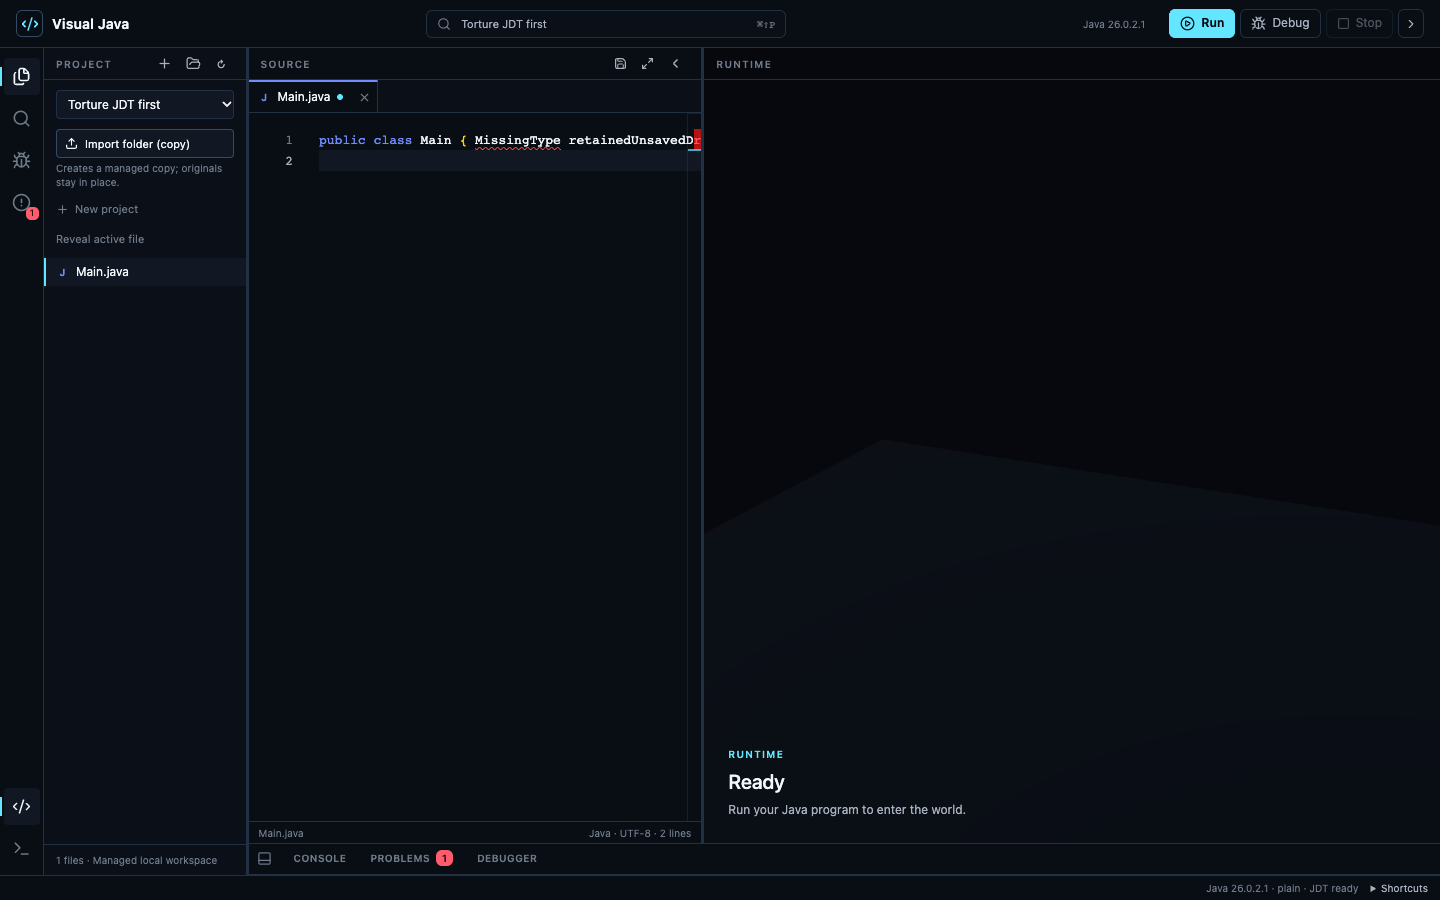 Visual Java
Torture JDT first
⌘⇧P
Java 26.0.2.1
Run
Debug
Stop
PROJECT
Torture JDT first
Import folder (copy)
Creates a managed copy; originals
stay in place.
New project
Reveal active file
J Main.java
1 files · Managed local workspace
1
SOURCE
J Main.java
1 public class Main { MissingType retainedUnsavedDr
2
Main.java
Java · UTF-8 · 2 lines
RUNTIME
RUNTIME
Ready
Run your Java program to enter the world.
CONSOLE
PROBLEMS 1
DEBUGGER
Java 26.0.2.1 · plain · JDT ready
Shortcuts